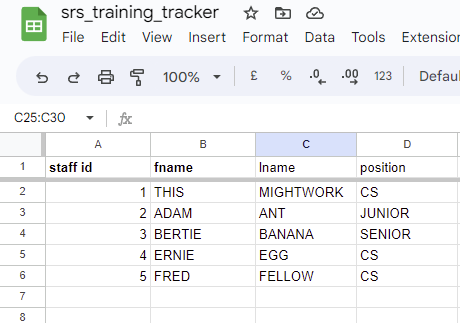 srs_training_tracker
File Edit View Insert Format Data Tools Extensio
100% £ % .0 .00 123 Defau
C25:C30 fx
A B C D
1 staff id fname lname position
2 1 THIS MIGHTWORK CS
3 2 ADAM ANT JUNIOR
4 3 BERTIE BANANA SENIOR
5 4 ERNIE EGG CS
6 5 FRED FELLOW CS
7
8